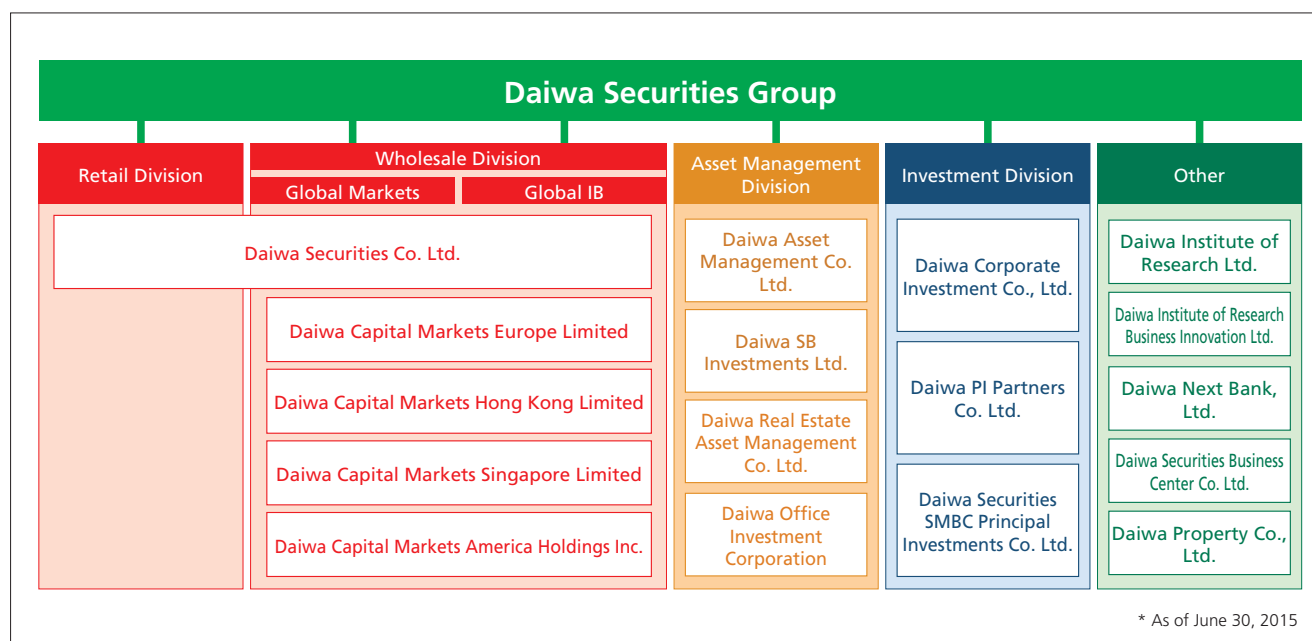 Daiwa Securities Group
Retail Division
Wholesale Division
Global Markets
Global IB
Asset Management
Division
Investment Division
Other
Daiwa Securities Co. Ltd.
Daiwa Capital Markets Europe Limited
Daiwa Capital Markets Hong Kong Limited
Daiwa Capital Markets Singapore Limited
Daiwa Capital Markets America Holdings Inc.
Daiwa Asset
Management Co.
Ltd.
Daiwa SB
Investments Ltd.
Daiwa Real Estate
Asset Management
Co. Ltd.
Daiwa Office
Investment
Corporation
Daiwa Corporate
Investment Co., Ltd.
Daiwa PI Partners
Co. Ltd.
Daiwa Securities
SMBC Principal
Investments Co. Ltd.
Daiwa Institute of
Research Ltd.
Daiwa Institute of Research
Business Innovation Ltd.
Daiwa Next Bank,
Ltd.
Daiwa Securities Business
Center Co. Ltd.
Daiwa Property Co.,
Ltd.
* As of June 30, 2015